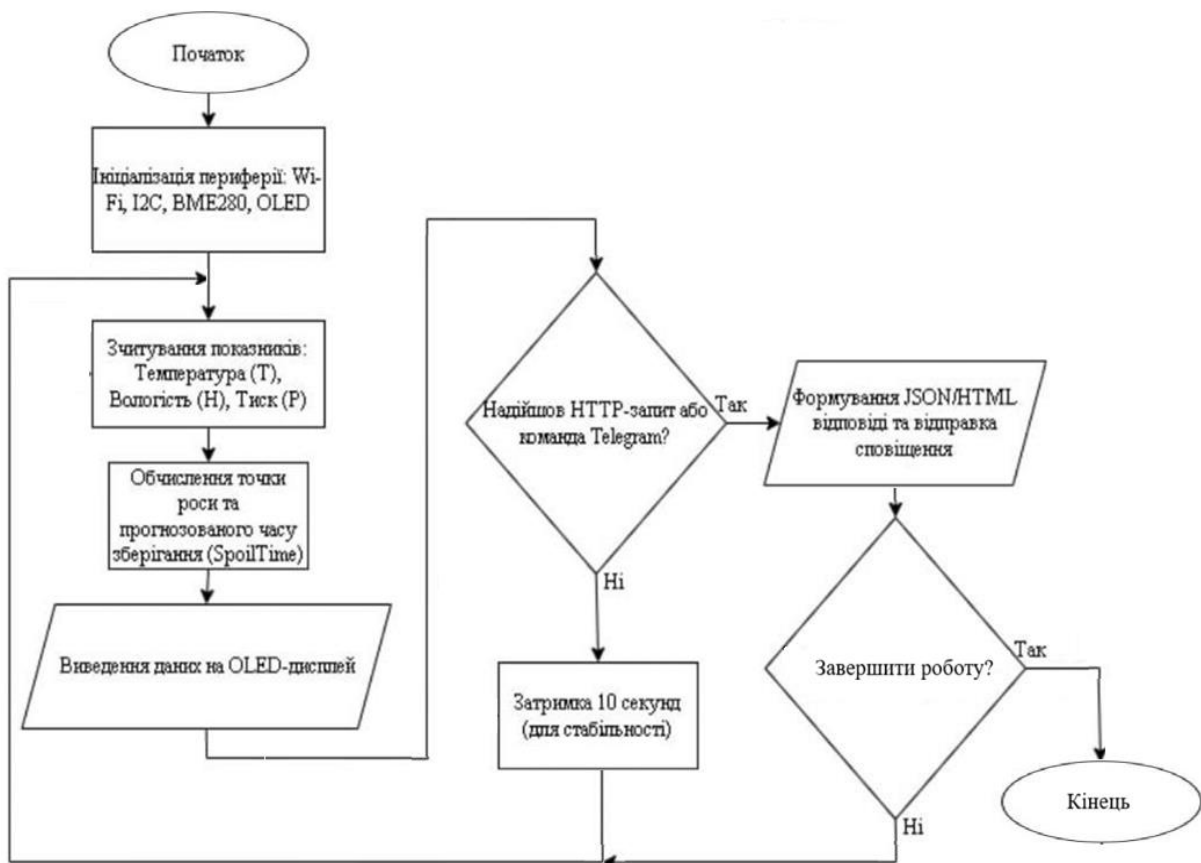 Початок
Ініціалізація периферії: Wi-
Fi, I2C, BME280, OLED
Зчитування показників:
Температура (T),
Вологість (H), Тиск (P)
Обчислення точки
роси та
прогнозованого часу
зберігання (SpoilTime)
Виведення даних на OLED-дисплей
Надійшов HTTP-запит або
команда Telegram?
Так
Ні
Формування JSON/HTML
відповіді та відправка
сповіщення
Затримка 10 секунд
(для стабільності)
Завершити роботу?
Так
Ні
Кінець